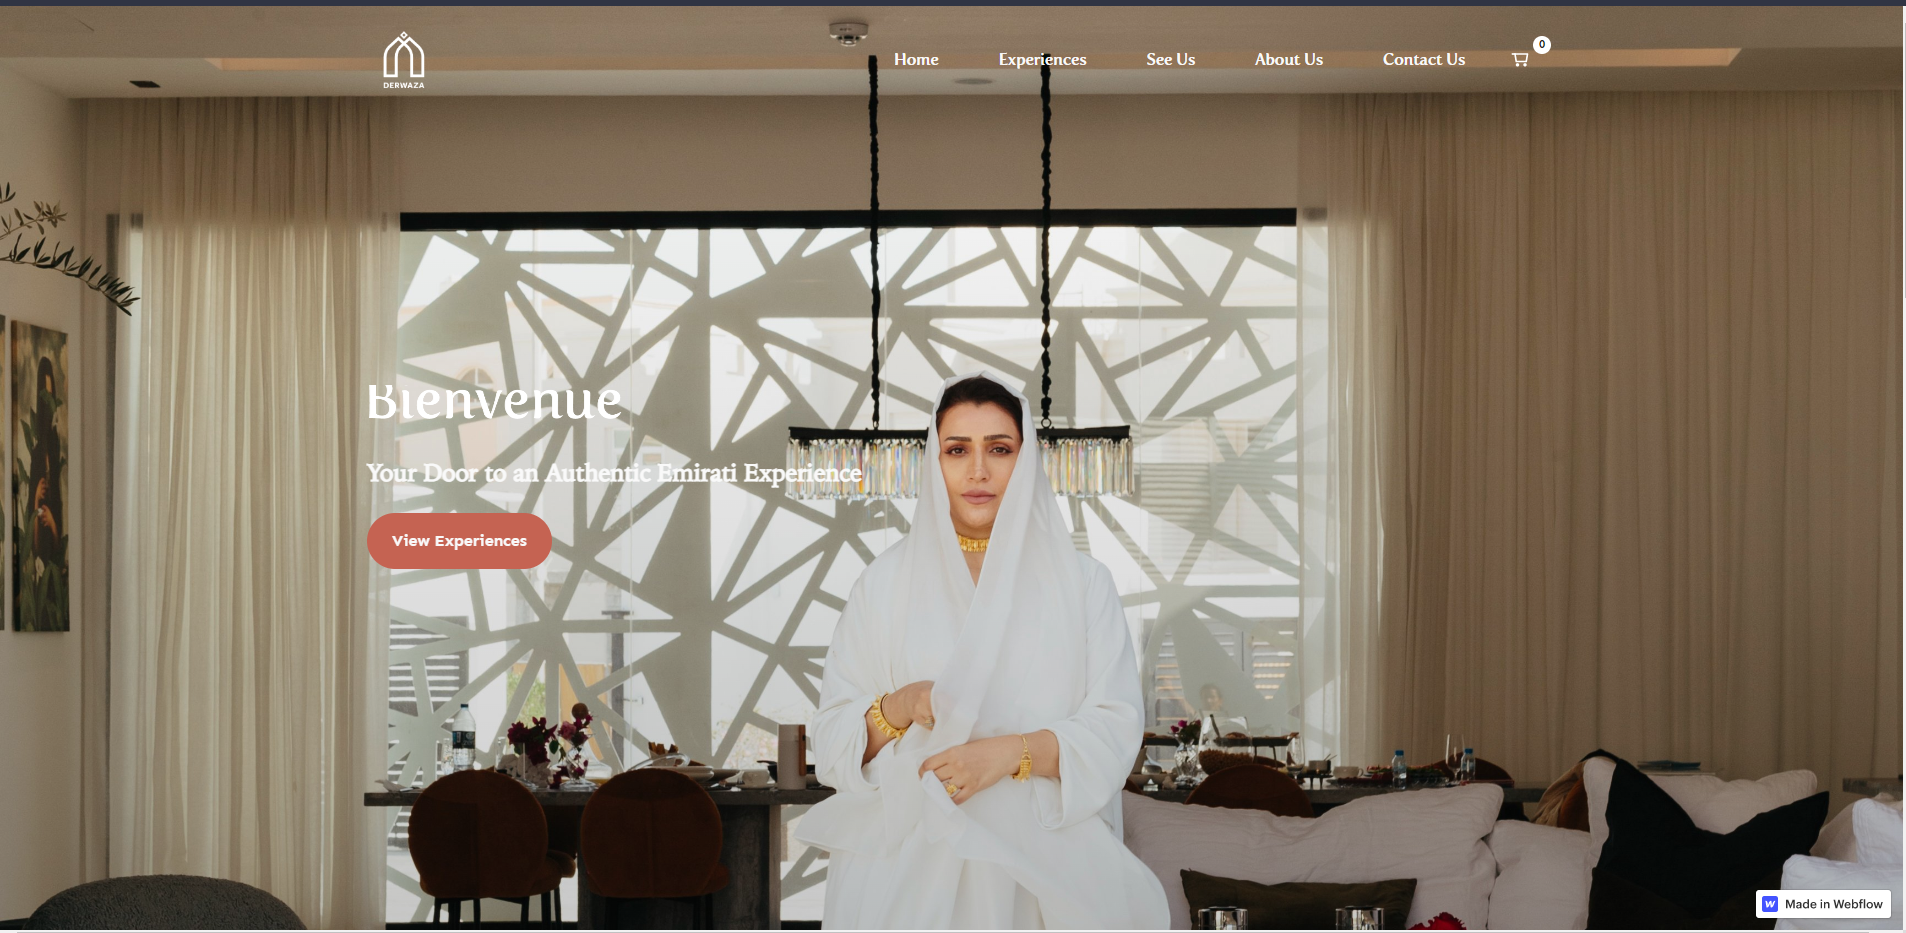 DERWAZA
Home
Experiences
See Us
About Us
Contact Us
0
Bienvenue
Your Door to an Authentic Emirati Experience
View Experiences
Made in Webflow